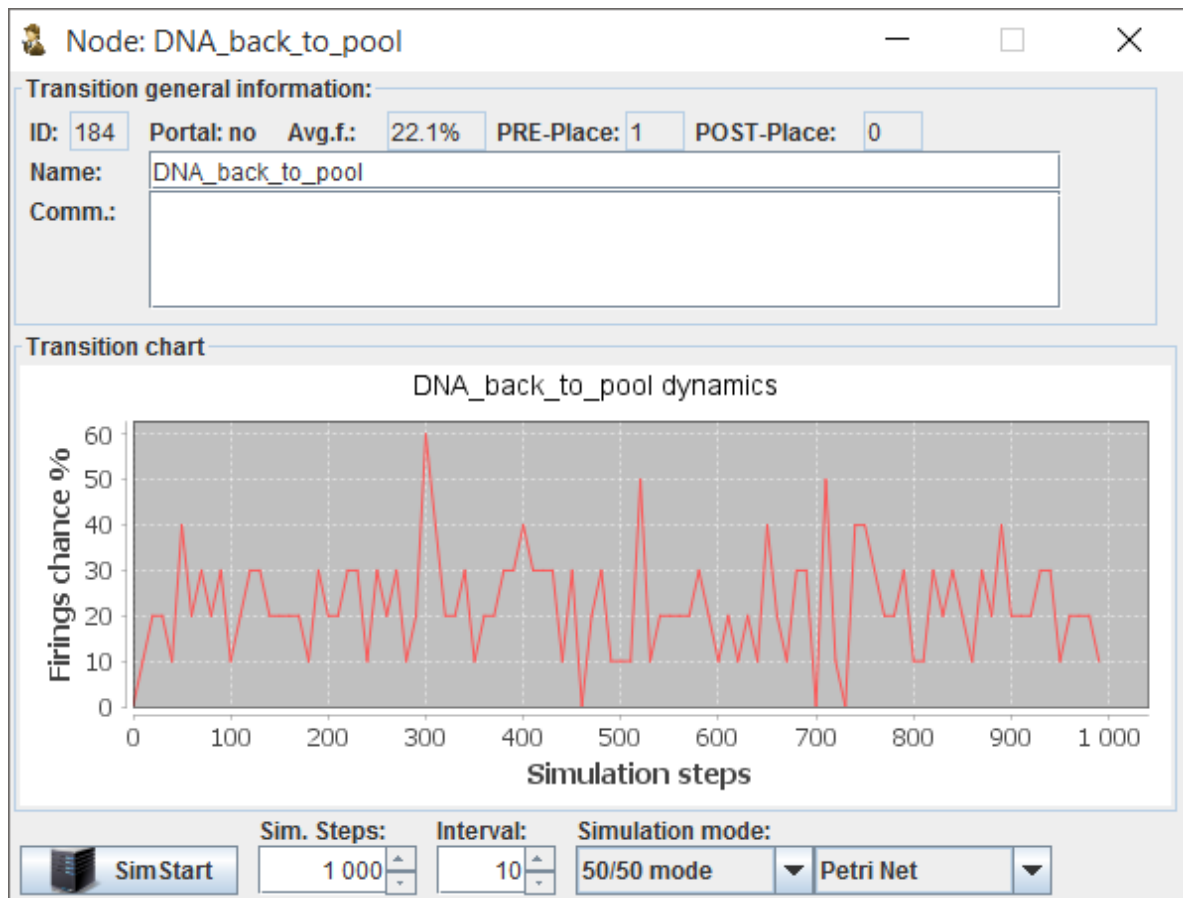 Node: DNA_back_to_pool
Transition general information:
ID: 184 Portal: no Avg.f.: 22.1% PRE-Place: 1 POST-Place: 0
Name: DNA_back_to_pool
Comm.:
Transition chart
DNA_back_to_pool dynamics
Firings chance %
60
50
40
30
20
10
0
0 100 200 300 400 500 600 700 800 900 1 000
Simulation steps
Sim. Steps: Interval: Simulation mode:
SimStart 1 000 10 50/50 mode Petri Net